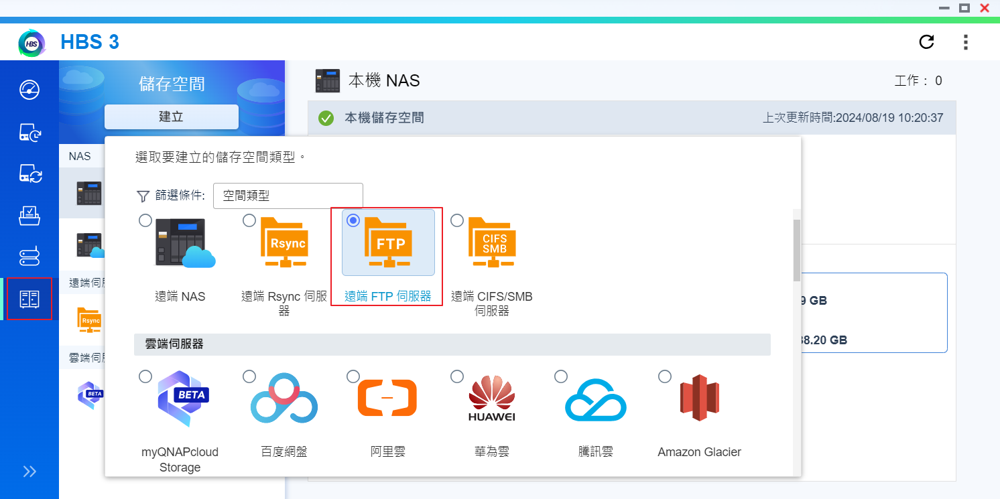 HBS
HBS 3
儲存空間
建立
本機 NAS
工作： 0
本機儲存空間
上次更新時間:2024/08/19 10:20:37
NAS
選取要建立的儲存空間類型。
篩選條件:
空間類型
Rsync
FTP
CIFS
SMB
遠端 NAS
遠端 Rsync 伺服
器
遠端 FTP 伺服器
遠端 CIFS/SMB
伺服器
遠端伺
Rsync
9 GB
38.20 GB
雲端伺服器
雲端伺
BETA
BETA
HUAWEI
myQNAPcloud
Storage
百度網盤
阿里雲
華為雲
騰訊雲
Amazon Glacier